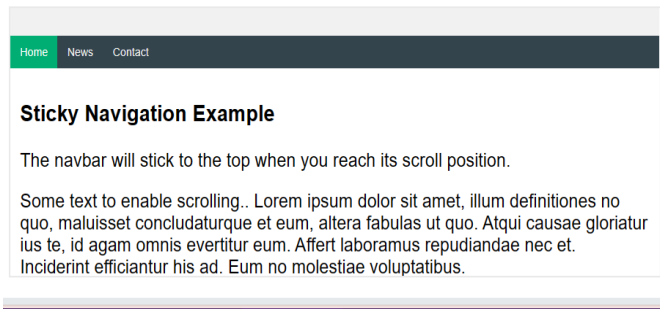 Home News Contact
Sticky Navigation Example
The navbar will stick to the top when you reach its scroll position.
Some text to enable scrolling.. Lorem ipsum dolor sit amet, illum definitiones no
quo, maluisset concludaturque et eum, altera fabulas ut quo. Atqui causae gloriatur
ius te, id agam omnis evertitur eum. Affert laboramus repudiandae nec et.
Inciderint efficiantur his ad. Eum no molestiae voluptatibus.